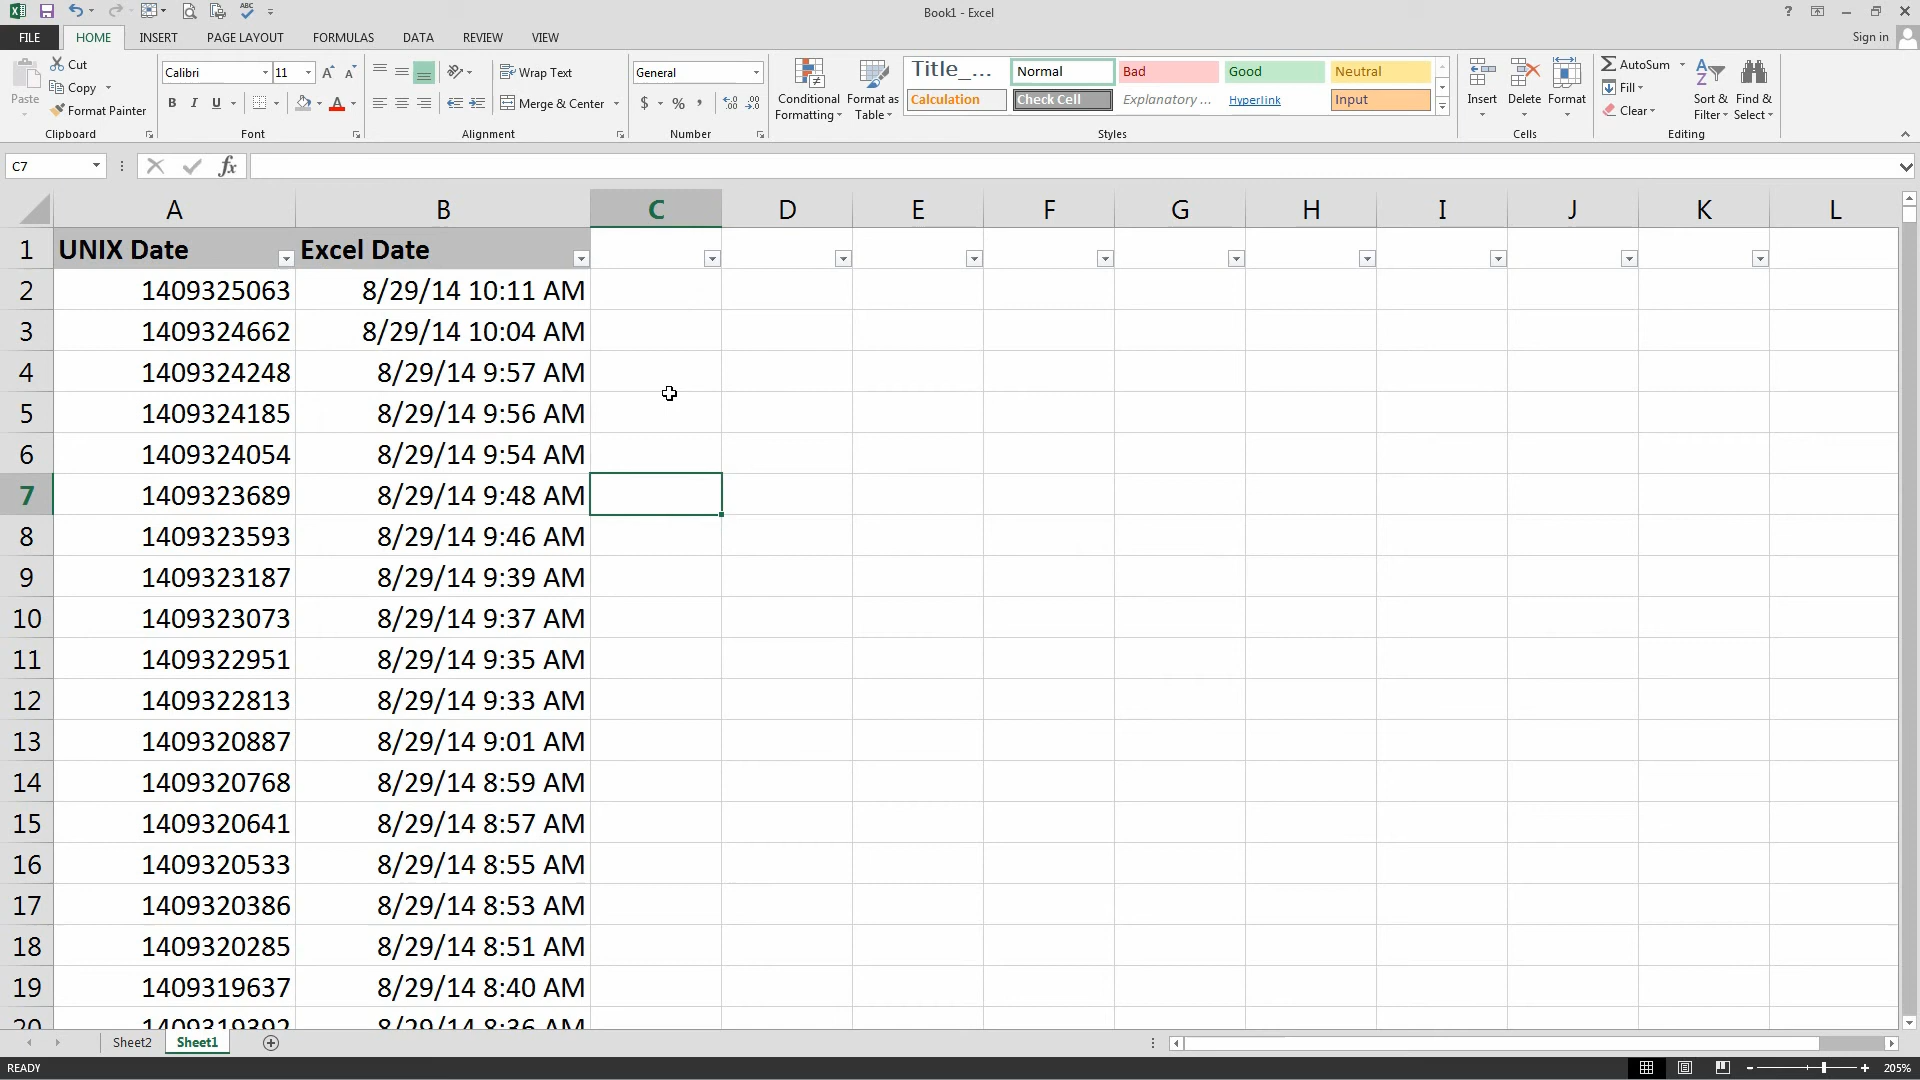 Book1 - Excel
?
FILE HOME INSERT PAGE LAYOUT FORMULAS DATA REVIEW VIEW Sign in
Paste
Cut
Copy
Format Painter
Clipboard
Calibri 11
B I U
Font
Wrap Text
Merge & Center
Alignment
General
$ % ,
Number
Conditional Formatting
Format as Table
Title_... Normal Bad Good Neutral
Calculation Check Cell Explanatory ... Hyperlink Input
Styles
Insert Delete Format
Cells
AutoSum
Fill
Clear
Sort & Filter
Find & Select
Editing
C7 fx
A B C D E F G H I J K L
1 UNIX Date Excel Date
2 1409325063 8/29/14 10:11 AM
3 1409324662 8/29/14 10:04 AM
4 1409324248 8/29/14 9:57 AM
5 1409324185 8/29/14 9:56 AM
6 1409324054 8/29/14 9:54 AM
7 1409323689 8/29/14 9:48 AM
8 1409323593 8/29/14 9:46 AM
9 1409323187 8/29/14 9:39 AM
10 1409323073 8/29/14 9:37 AM
11 1409322951 8/29/14 9:35 AM
12 1409322813 8/29/14 9:33 AM
13 1409320887 8/29/14 9:01 AM
14 1409320768 8/29/14 8:59 AM
15 1409320641 8/29/14 8:57 AM
16 1409320533 8/29/14 8:55 AM
17 1409320386 8/29/14 8:53 AM
18 1409320285 8/29/14 8:51 AM
19 1409319637 8/29/14 8:40 AM
20 1409319392 8/29/14 8:36 AM
Sheet2 Sheet1
READY 205%